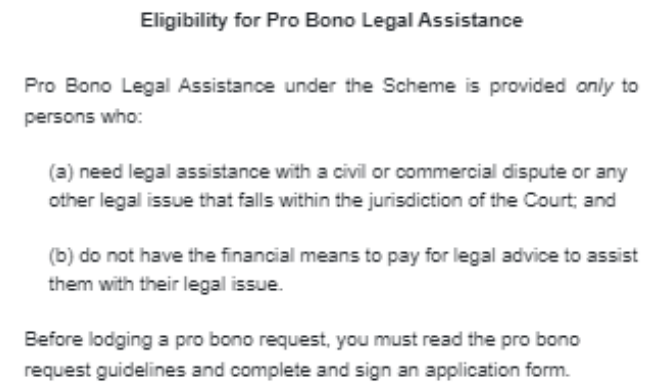 Eligibility for Pro Bono Legal Assistance
Pro Bono Legal Assistance under the Scheme is provided only to
persons who:
(a) need legal assistance with a civil or commercial dispute or any
other legal issue that falls within the jurisdiction of the Court; and
(b) do not have the financial means to pay for legal advice to assist
them with their legal issue.
Before lodging a pro bono request, you must read the pro bono
request guidelines and complete and sign an application form.